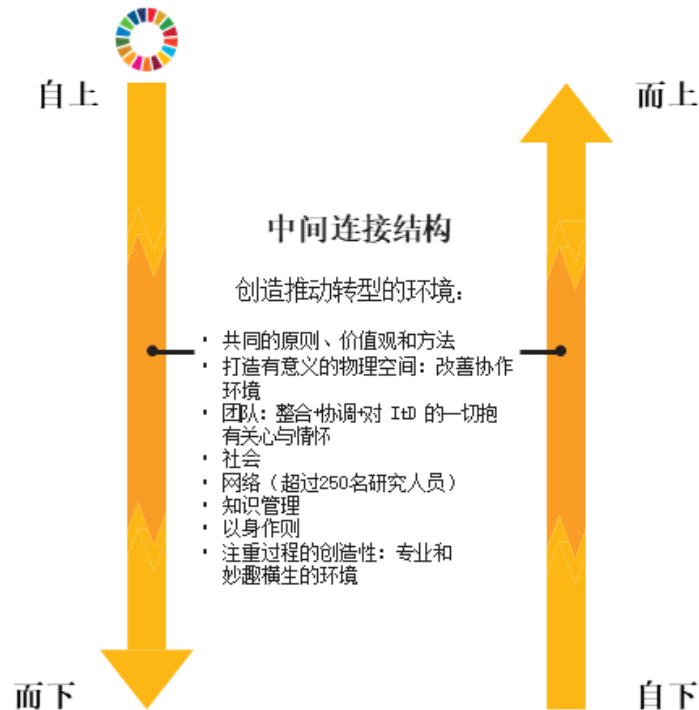 自上
而上
中间连接结构
创造推动转型的环境:
· 共同的原则、价值观和方法
· 打造有意义的物理空间: 改善协作
环境
· 团队: 整合+协调+对 ItD 的一切抱
有关心与情怀
· 社会
· 网络（超过250名研究人员）
· 知识管理
· 以身作则
· 注重过程的创造性: 专业和
妙趣横生的环境
而下
自下